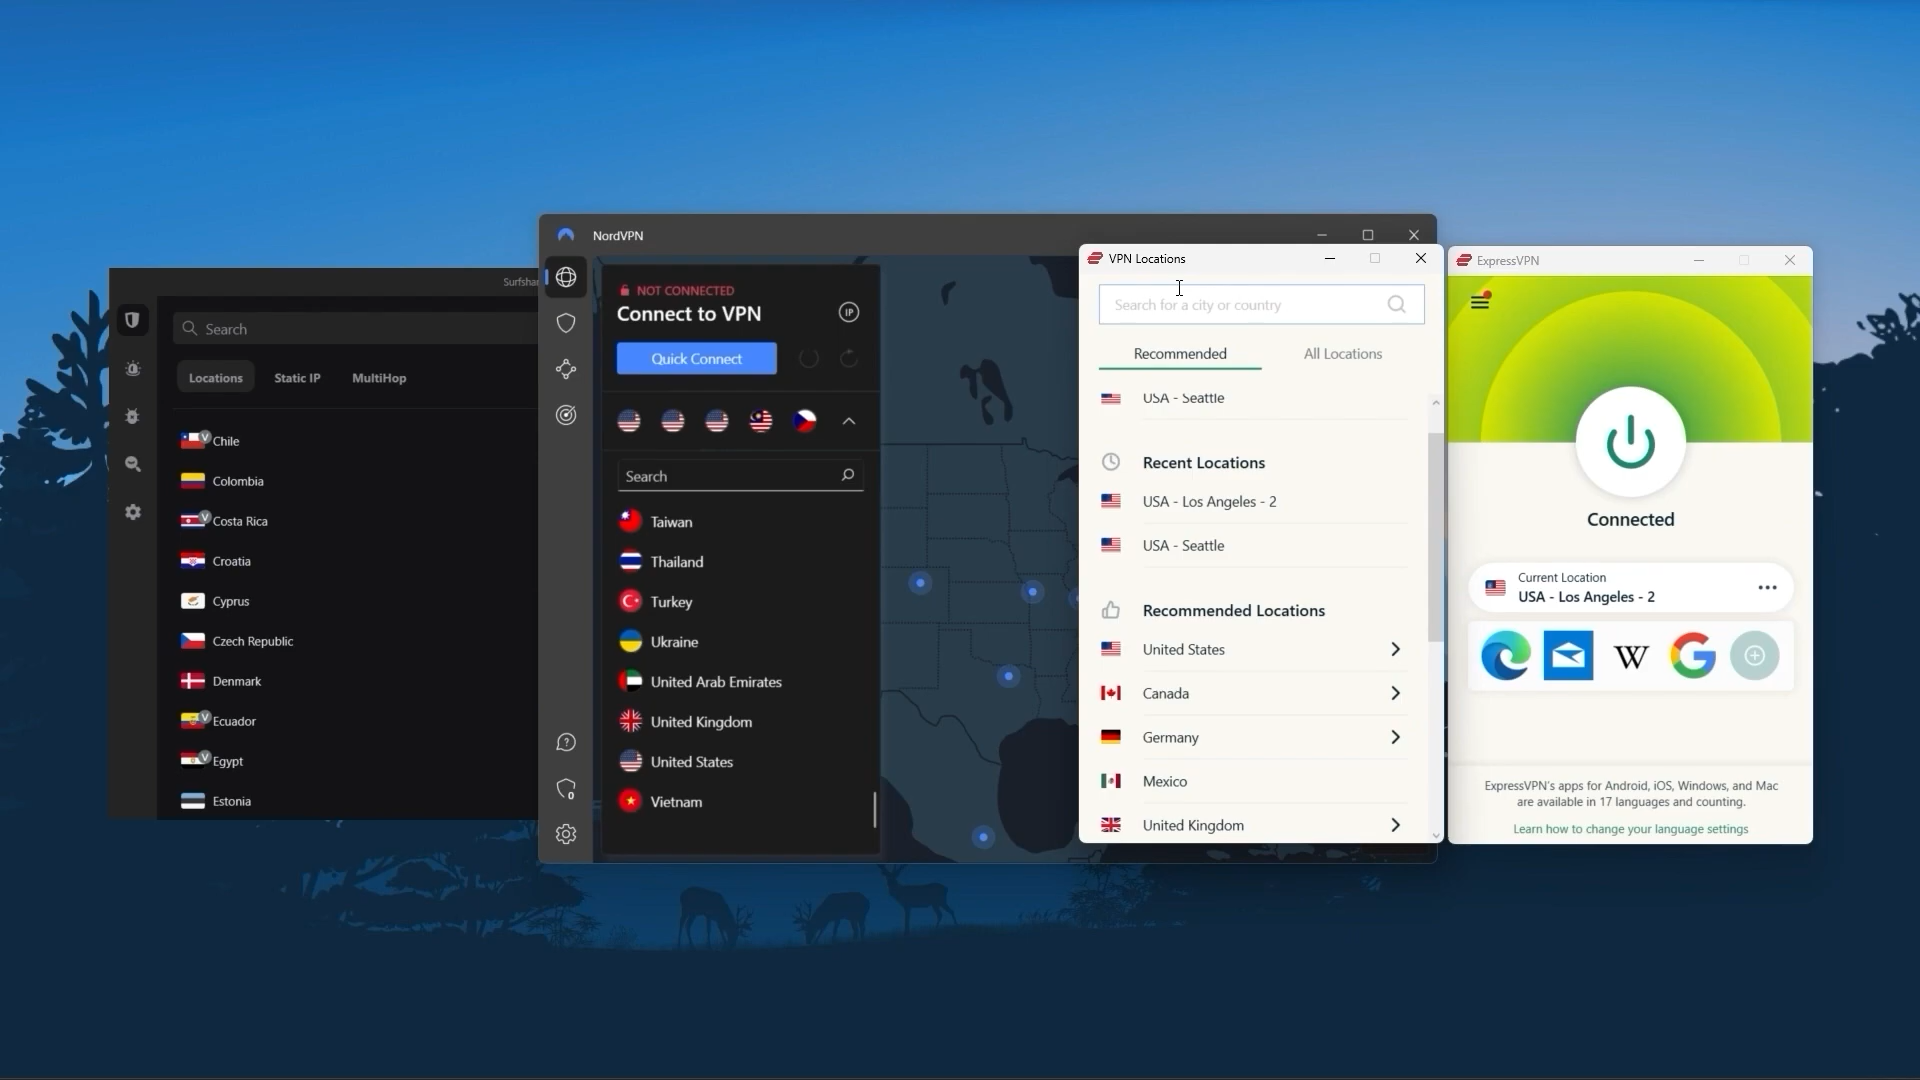 Surfshar
Search
Locations
Static IP
MultiHop
Chile
Colombia
Costa Rica
Croatia
Cyprus
Czech Republic
Denmark
Ecuador
Egypt
Estonia
NordVPN
NOT CONNECTED
Connect to VPN
IP
Quick Connect
Search
Taiwan
Thailand
Turkey
Ukraine
United Arab Emirates
United Kingdom
United States
Vietnam
VPN Locations
Search for a city or country
Recommended
All Locations
USA - Seattle
Recent Locations
USA - Los Angeles - 2
USA - Seattle
Recommended Locations
United States
Canada
Germany
Mexico
United Kingdom
ExpressVPN
Connected
Current Location
USA - Los Angeles - 2
W
G
ExpressVPN's apps for Android, iOS, Windows, and Mac
are available in 17 languages and counting.
Learn how to change your language settings